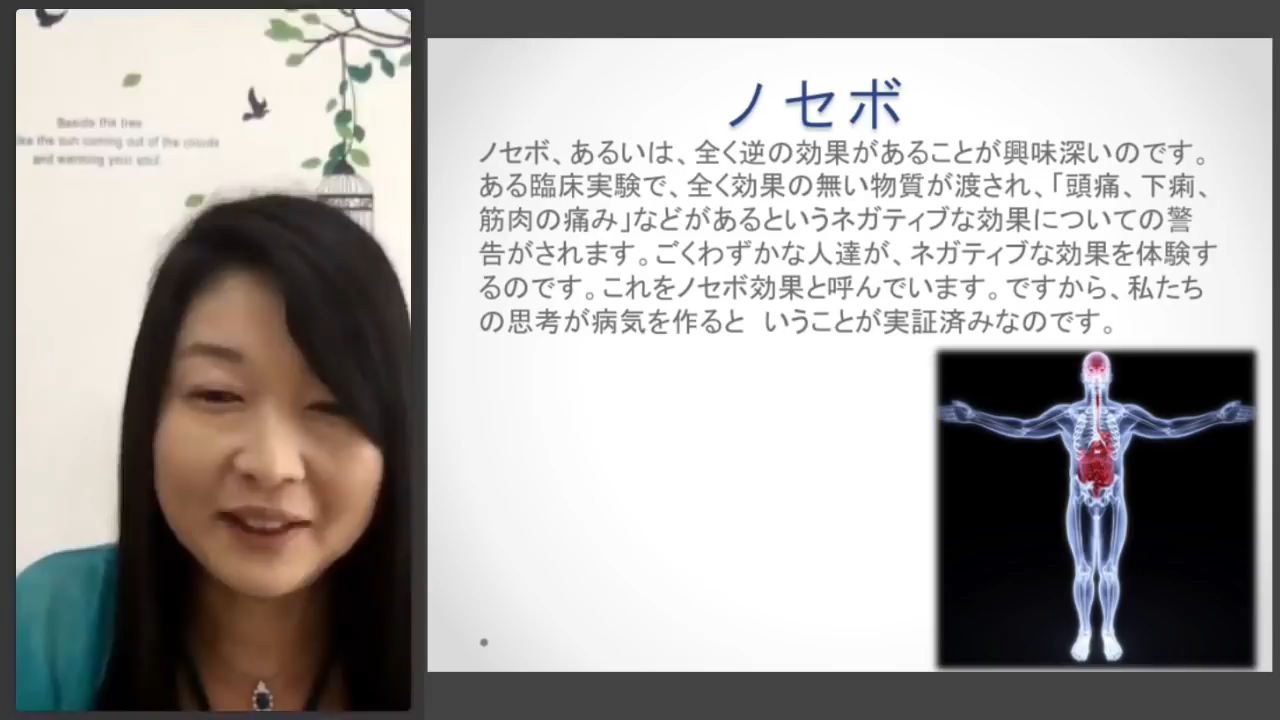 Beside this tree
like the sun coming out of the clouds
and warming your soul
ノセボ
ノセボ、あるいは、全く逆の効果があることが興味深いのです。
ある臨床実験で、全く効果の無い物質が渡され、「頭痛、下痢、
筋肉の痛み」などがあるというネガティブな効果についての警
告がされます。ごくわずかな人達が、ネガティブな効果を体験す
るのです。これをノセボ効果と呼んでいます。ですから、私たち
の思考が病気を作ると いうことが実証済みなのです。